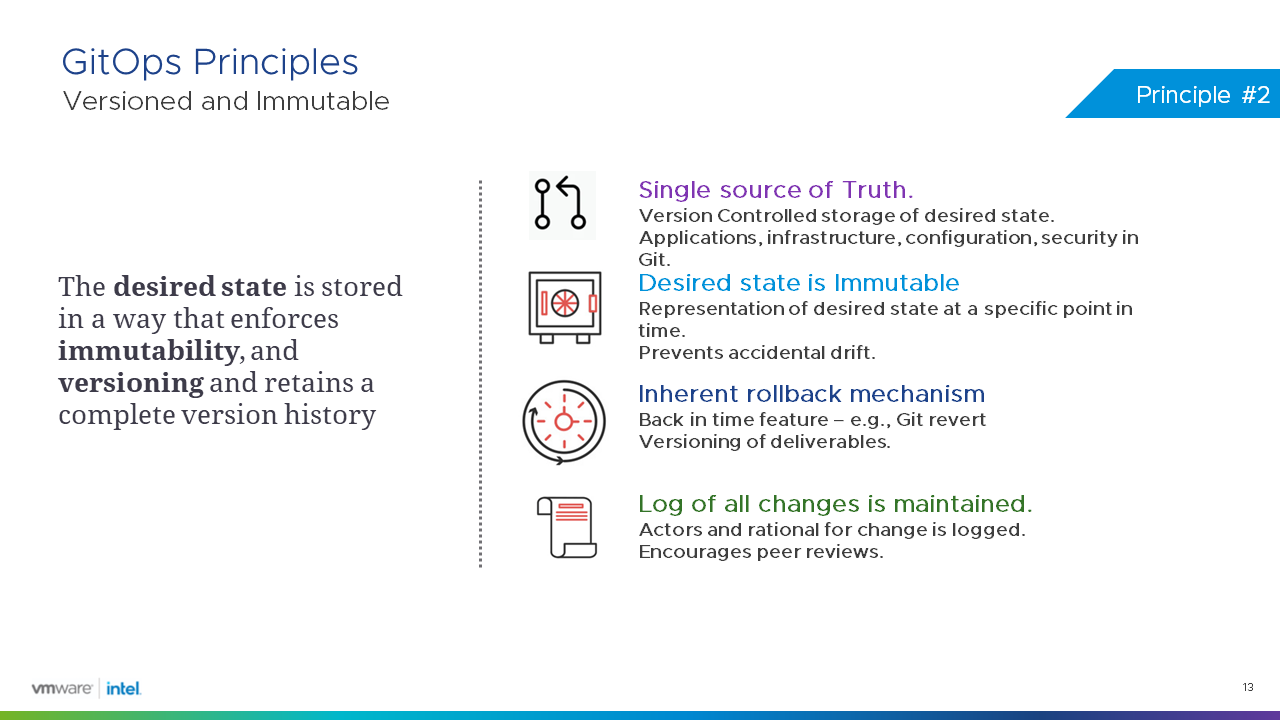 GitOps Principles
Versioned and Immutable
Principle #2
The desired state is stored
in a way that enforces
immutability, and
versioning and retains a
complete version history
Single source of Truth.
Version Controlled storage of desired state.
Applications, infrastructure, configuration, security in
Git.
Desired state is Immutable
Representation of desired state at a specific point in
time.
Prevents accidental drift.
Inherent rollback mechanism
Back in time feature – e.g., Git revert
Versioning of deliverables.
Log of all changes is maintained.
Actors and rational for change is logged.
Encourages peer reviews.
vmware intel.
13